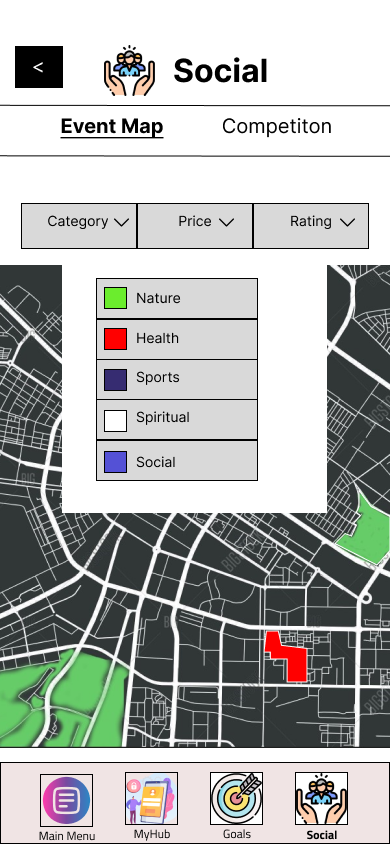 <
Social
Event Map
Competiton
Category
Price
Rating
Nature
Health
Sports
Spiritual
Social
Main Menu
MyHub
Goals
Social